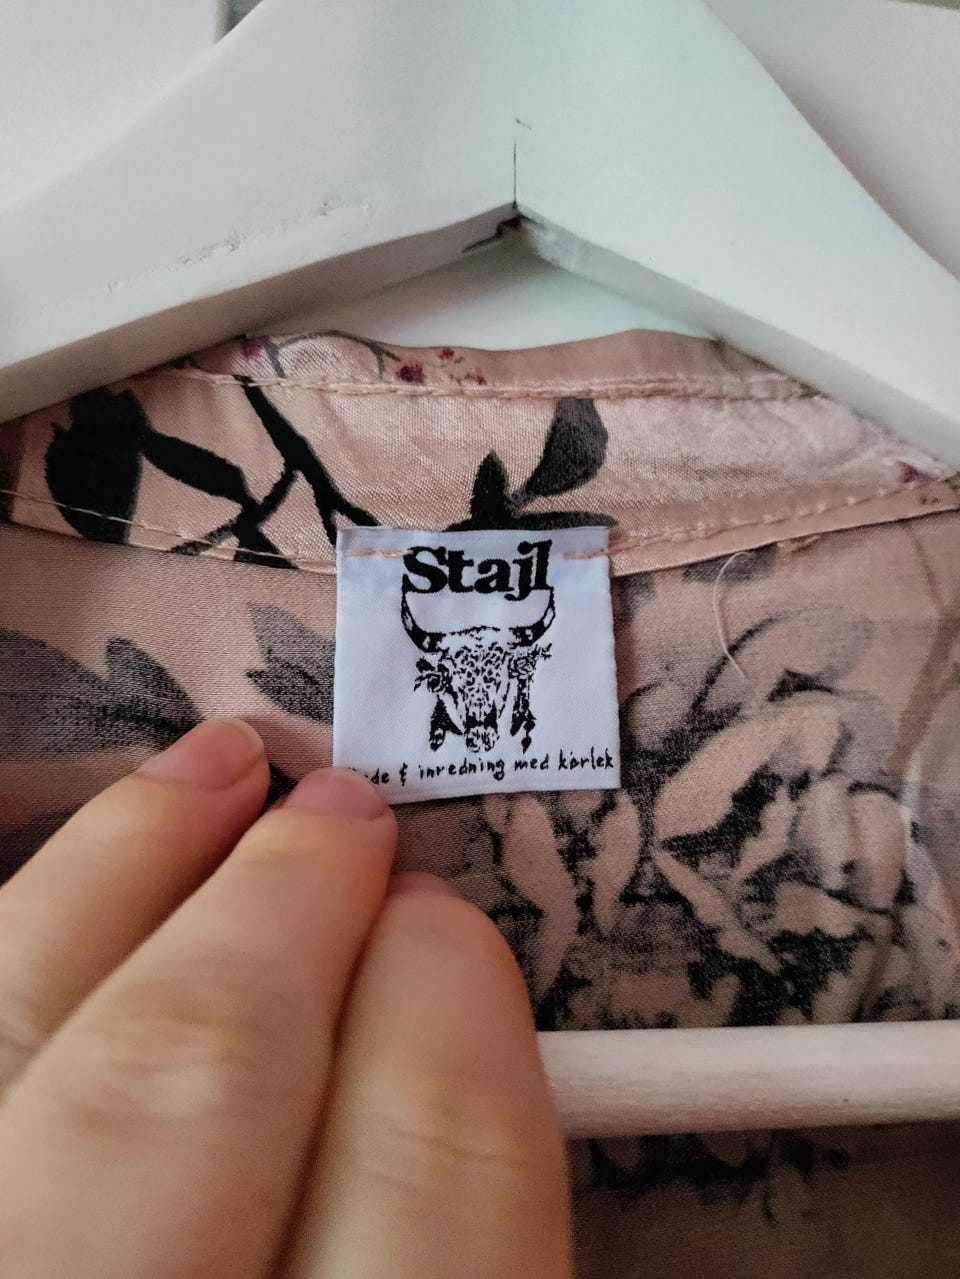 Stajl
& inredning med kärlek